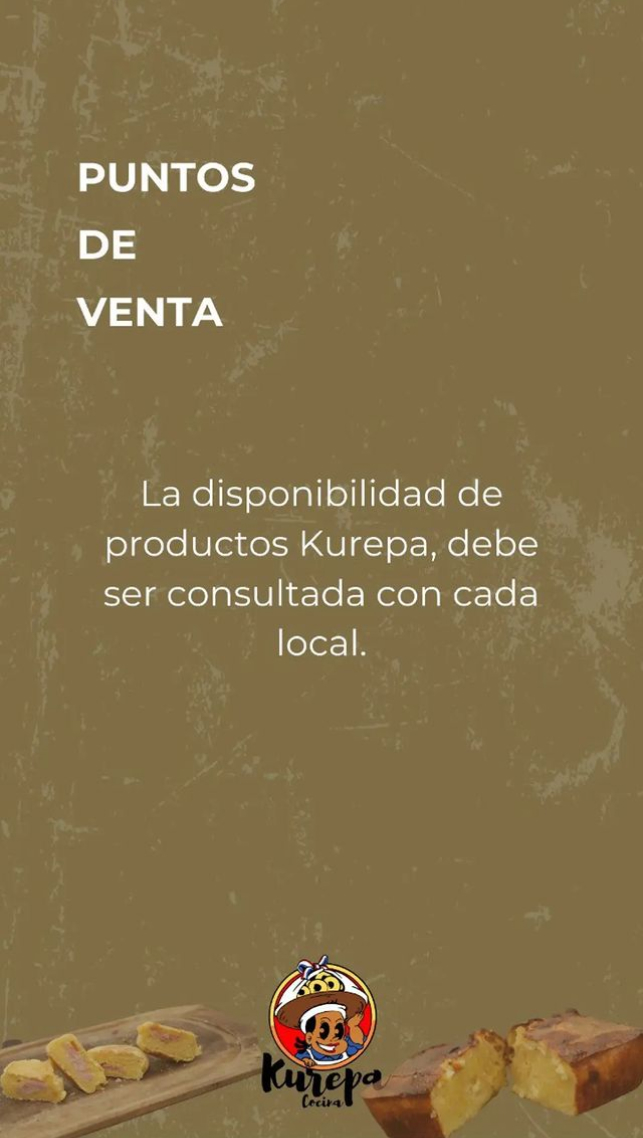 PUNTOS
DE
VENTA
La disponibilidad de
productos Kurepa, debe
ser consultada con cada
local.
Kurepa
Cocina